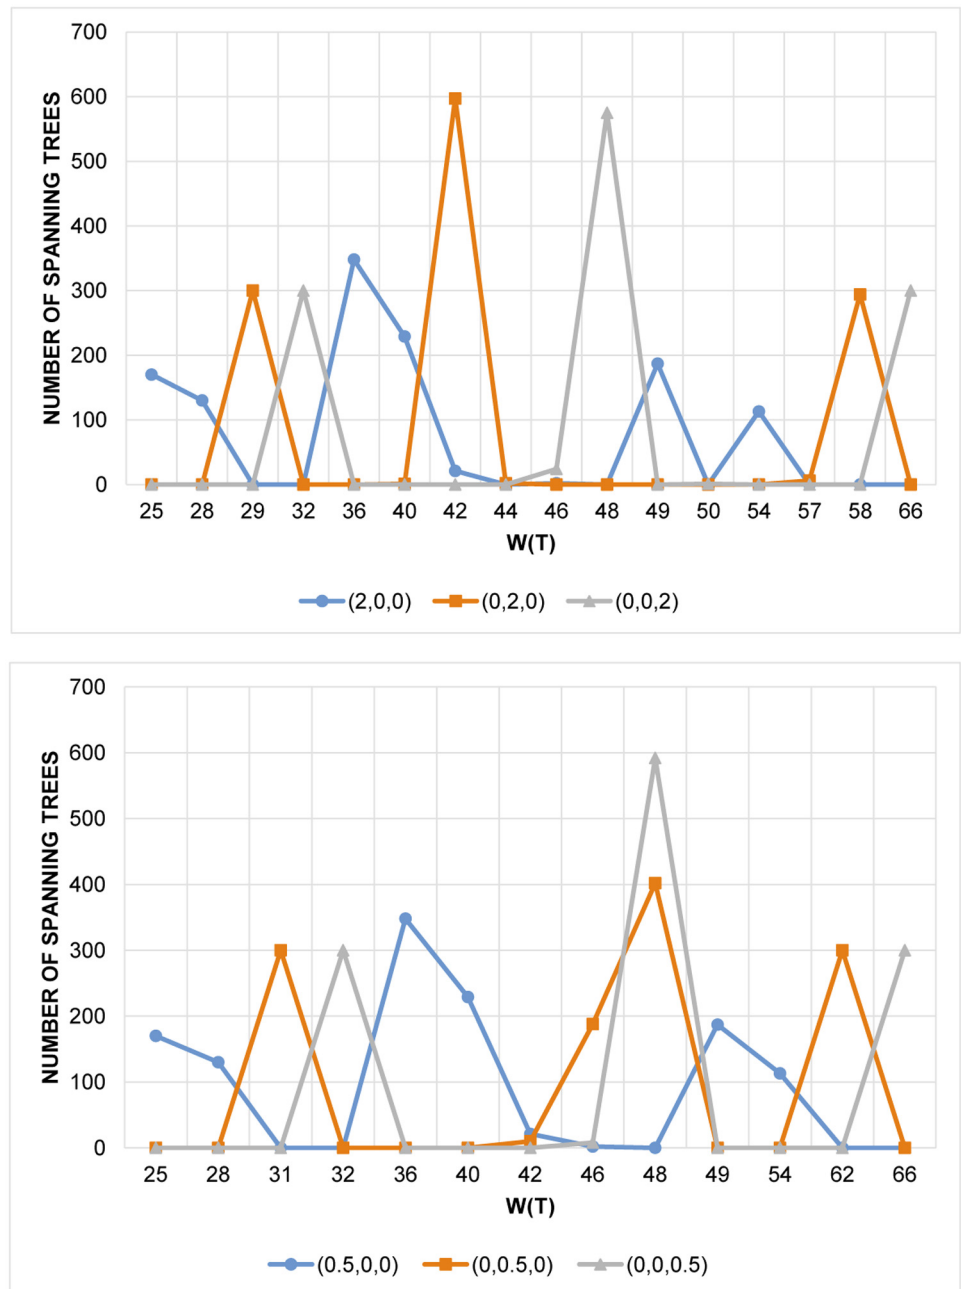 700
600
500
400
300
200
100
0
NUMBER OF SPANNING TREES
25 28 29 32 36 40 42 44 46 48 49 50 54 57 58 66
W(T)
(2,0,0) (0,2,0) (0,0,2)
700
600
500
400
300
200
100
0
NUMBER OF SPANNING TREES
25 28 31 32 36 40 42 46 48 49 54 62 66
W(T)
(0.5,0,0) (0,0.5,0) (0,0,0.5)